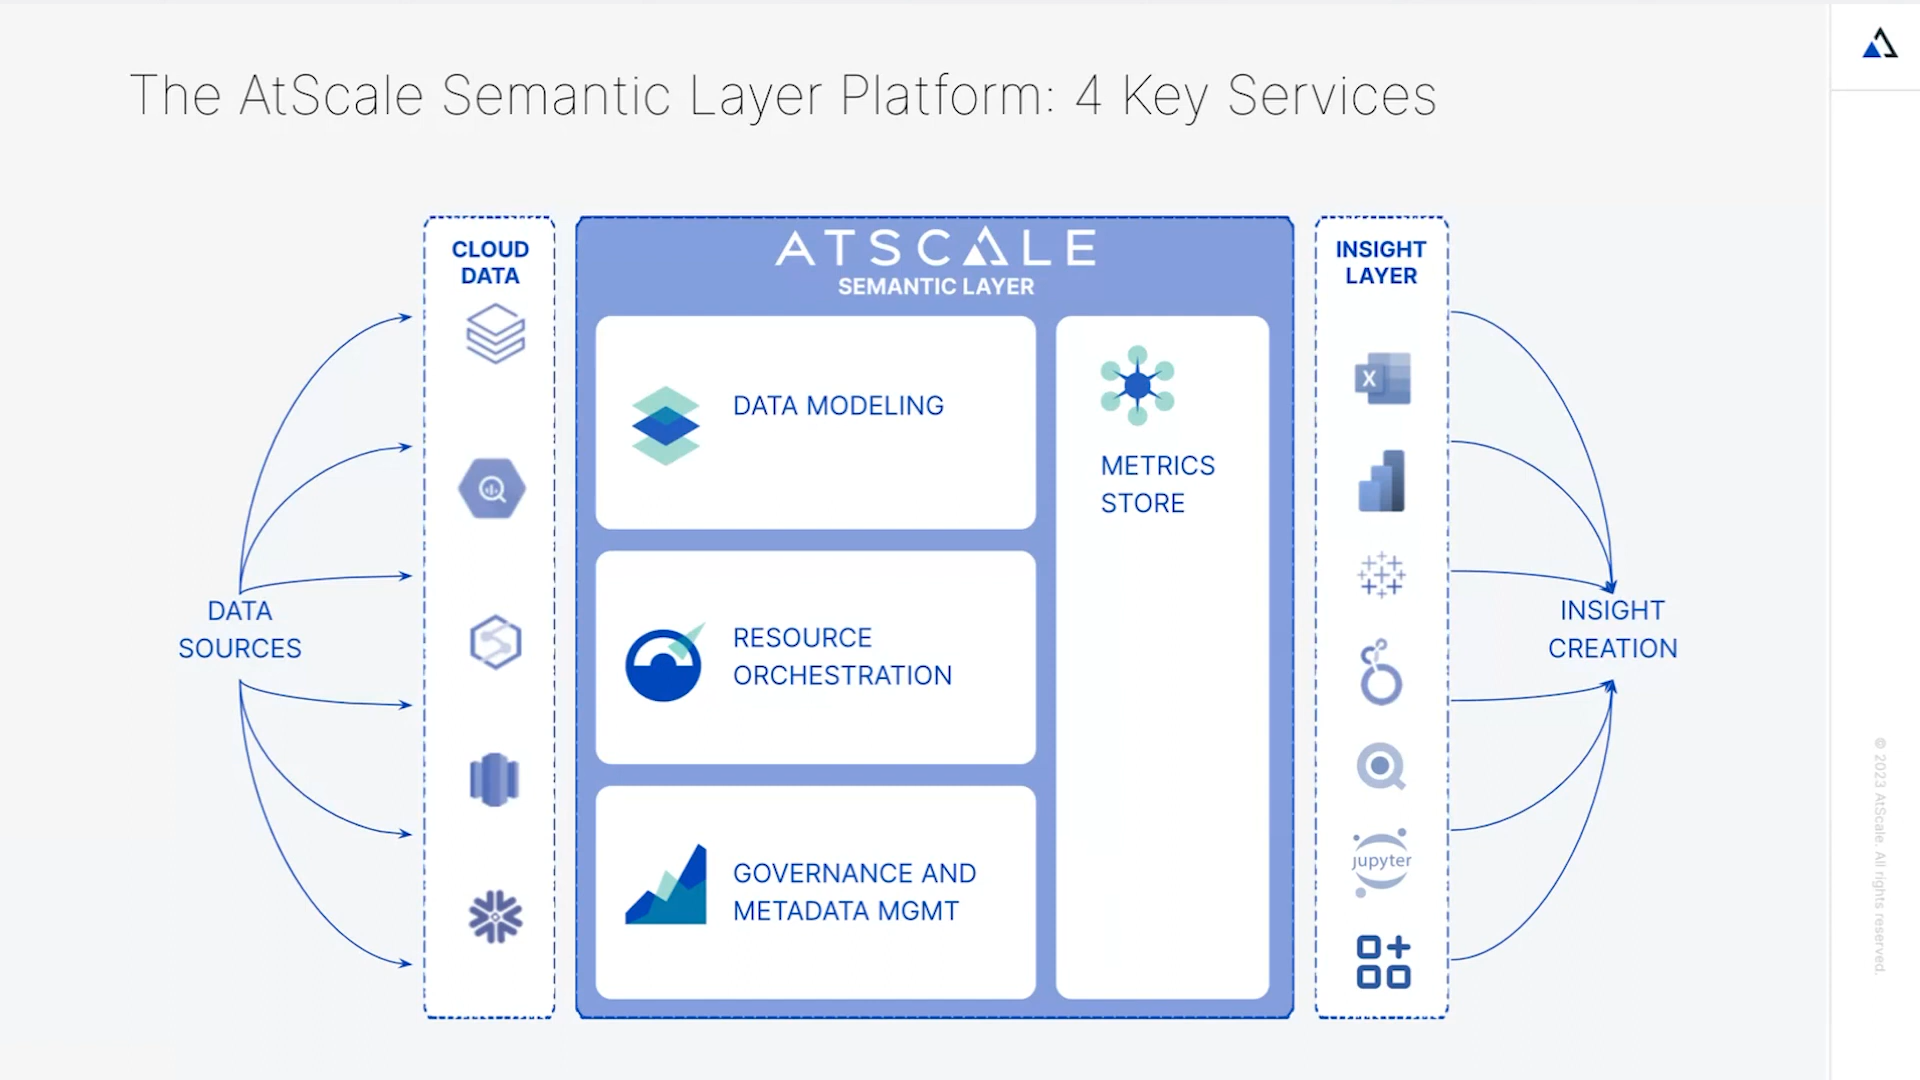 The AtScale Semantic Layer Platform: 4 Key Services
DATA
SOURCES
CLOUD
DATA
ATSCALE
SEMANTIC LAYER
DATA MODELING
RESOURCE
ORCHESTRATION
GOVERNANCE AND
METADATA MGMT
METRICS
STORE
INSIGHT
LAYER
X
jupyter
INSIGHT
CREATION
© 2023 AtScale. All rights reserved.